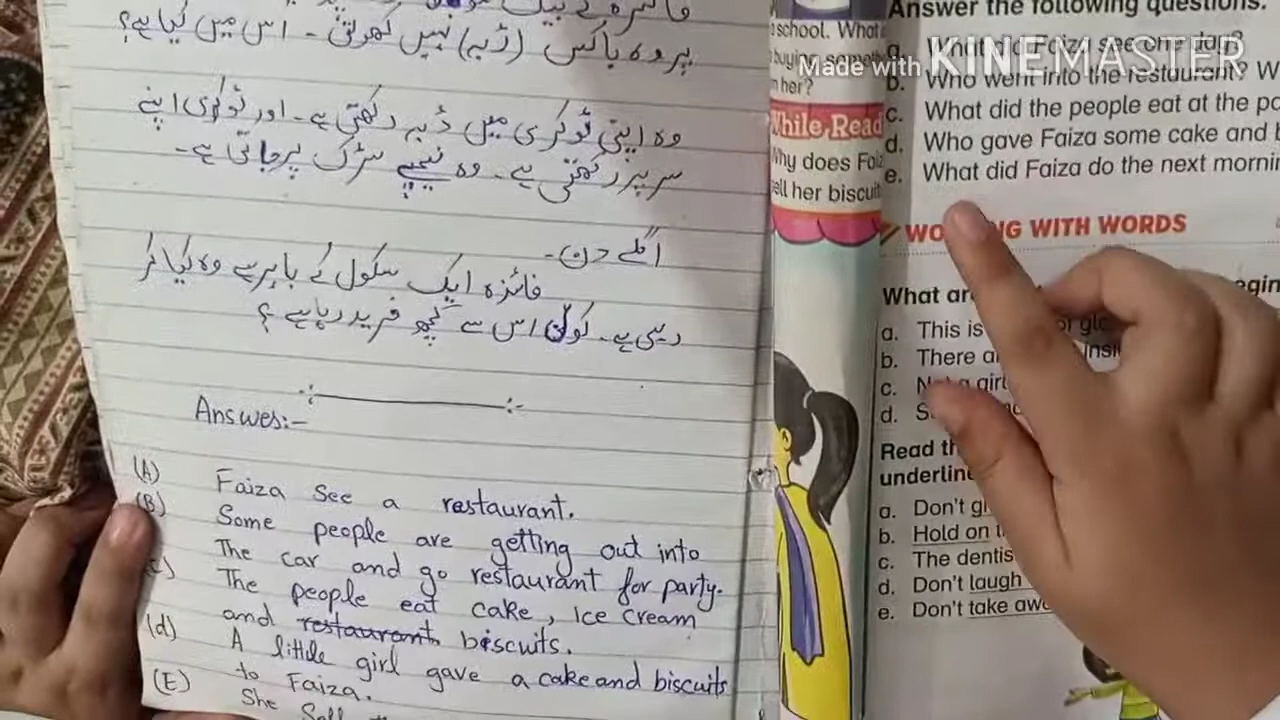 پر وہ باکس (ڈبہ) نہیں کھولتی - اس میں کیا ہے؟
وہ اپنی ٹوکری میں ڈبہ رکھتی ہے - اور ٹوکری اپنے
سر پر رکھتی ہے - وہ نیچے سڑک پر جاتی ہے -
اگلے دن -
فائزہ ایک سکول کے باہر ہے وہ کیا کر
رہی ہے - کون اس سے کچھ خرید رہا ہے ؟
Answes:-
(A) Faiza see a restaurant.
(B) Some people are getting out into
The car and go restaurant for party.
The people eat cake, Ice cream
and restaurant biscuits.
(d) A little girl gave a cake and biscuits
to Faiza.
(E) She Sell
school. What
buying
her?
While Read
Why does Fai
ell her biscuit
Answer the following questions.
a. What did Faiza see one day?
b. Who went into the restaurant? W
c. What did the people eat at the pa
d. Who gave Faiza some cake and
e. What did Faiza do the next mornin
WO NG WITH WORDS
What ar
a. This is
b. There a
c. girl
d. S
Read th
underline
a. Don't gi
b. Hold on
c. The dentis
d. Don't laugh
e. Don't take awa
Made with KINEMASTER